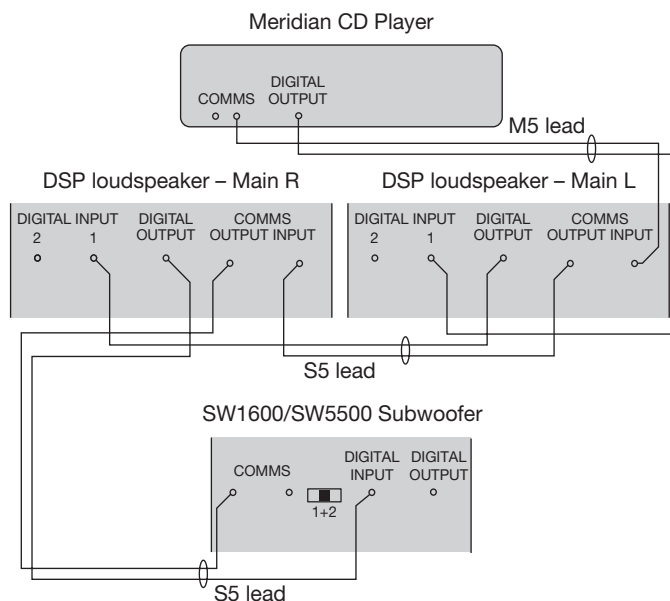 Meridian CD Player
DIGITAL
COMMS OUTPUT
M5 lead
DSP loudspeaker – Main R
DIGITAL INPUT DIGITAL COMMS
2 1 OUTPUT OUTPUT INPUT
DSP loudspeaker – Main L
DIGITAL INPUT DIGITAL COMMS
2 1 OUTPUT OUTPUT INPUT
S5 lead
SW1600/SW5500 Subwoofer
DIGITAL DIGITAL
COMMS INPUT OUTPUT
1+2
S5 lead